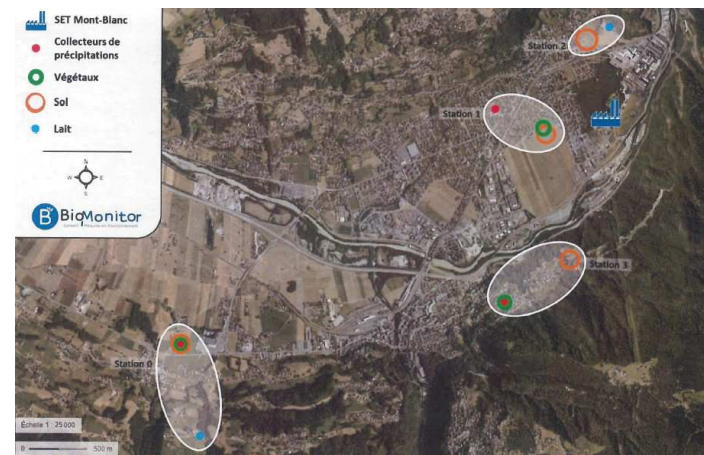 SET Mont-Blanc
Collecteurs de
précipitations
Végétaux
Sol
Lait
N
W E
S
BioMonitor
Station 2
Station 1
Station 3
Station 0
Échelle 1 : 25 000
0 500 m